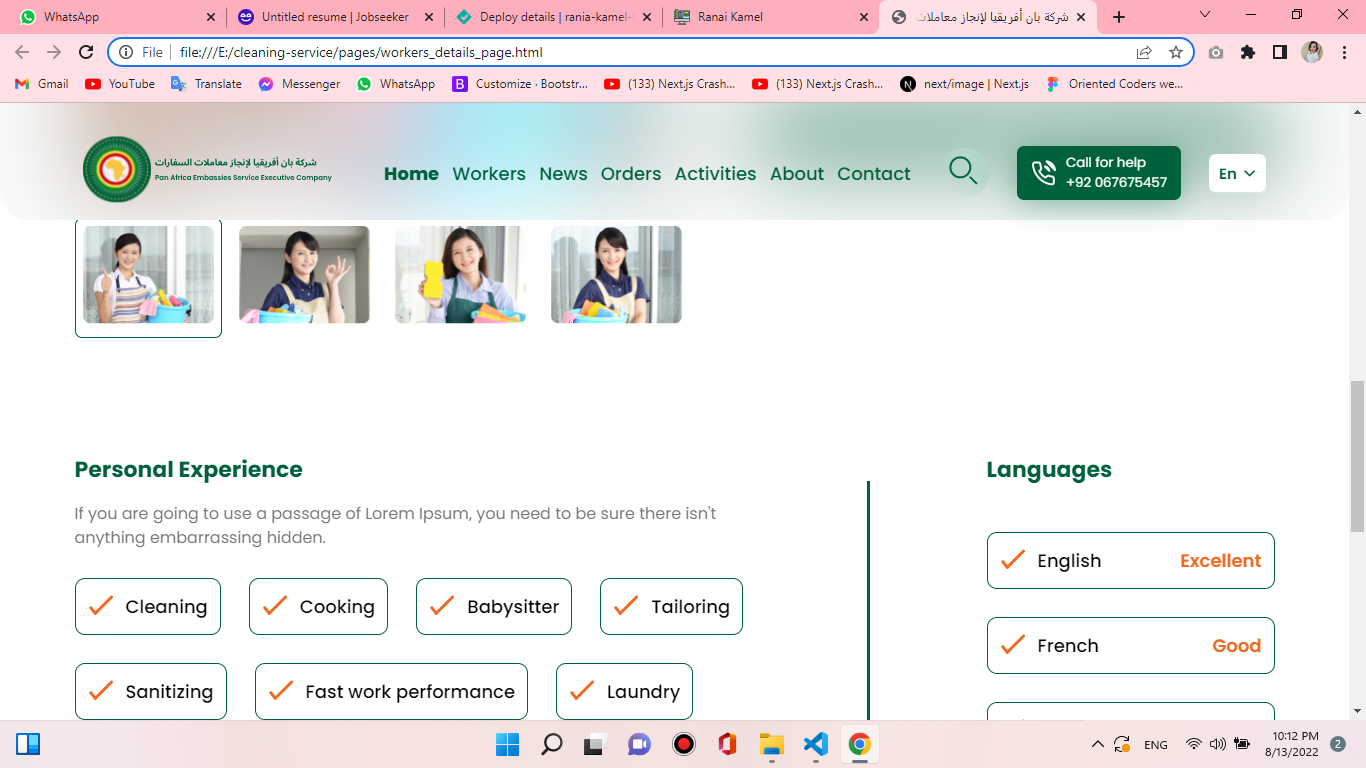 WhatsApp
Untitled resume | Jobseeker
Deploy details | rania-kamel-
Ranai Kamel
شركة بان أفريقيا لإنجاز معاملات
File
file:///E:/cleaning-service/pages/workers_details_page.html
Gmail
YouTube
Translate
Messenger
WhatsApp
Customize · Bootstr...
(133) Next.js Crash...
(133) Next.js Crash...
next/image | Next.js
Oriented Coders we...
شركة بان أفريقيا لإنجاز معاملات السفارات
Pan Africa Embassies Service Executive Company
Home Workers News Orders Activities About Contact
Call for help
+92 067675457
En
Personal Experience
If you are going to use a passage of Lorem Ipsum, you need to be sure there isn't
anything embarrassing hidden.
Cleaning
Cooking
Babysitter
Tailoring
Sanitizing
Fast work performance
Laundry
Languages
English Excellent
French Good
ENG
10:12 PM
8/13/2022
2